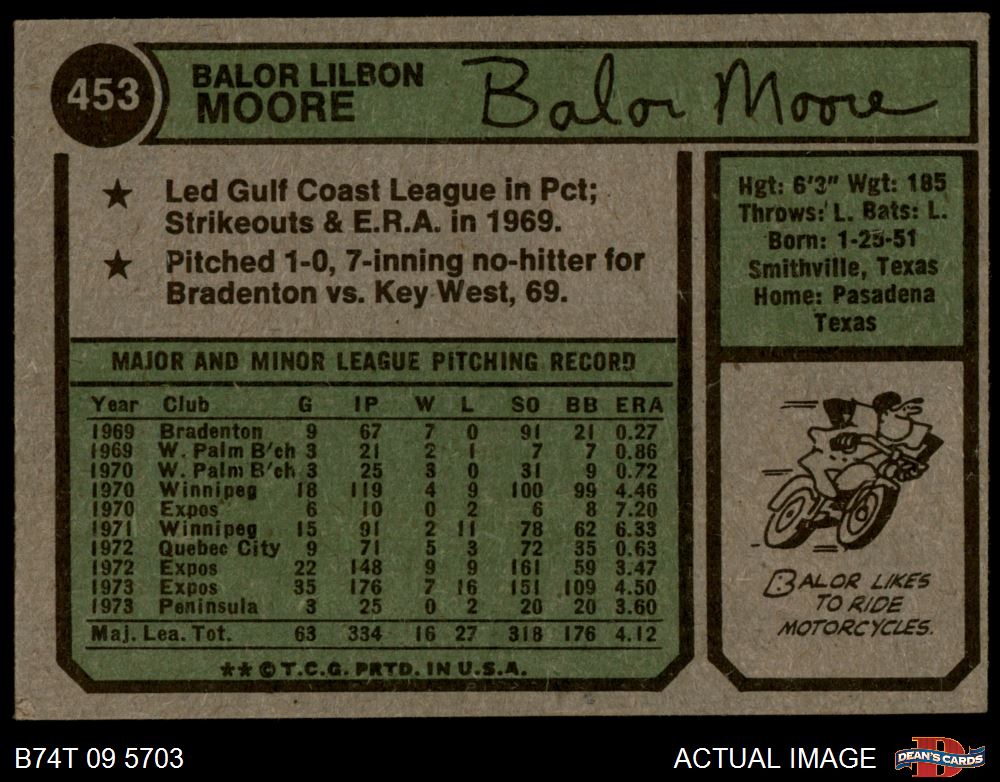 453
BALOR LILBON
MOORE
Balor Moore
★ Led Gulf Coast League in Pct;
Strikeouts & E.R.A. in 1969.
★ Pitched 1-0, 7-inning no-hitter for
Bradenton vs. Key West, 69.
MAJOR AND MINOR LEAGUE PITCHING RECORD
Year Club G IP W L SO BB ERA
1969 Bradenton 9 67 7 0 91 21 0.27
1969 W. Palm B'ch 3 21 2 1 7 7 0.86
1970 W. Palm B'ch 3 25 3 0 31 9 0.72
1970 Winnipeg 18 119 4 9 100 99 4.46
1970 Expos 6 10 0 2 6 8 7.20
1971 Winnipeg 15 91 2 11 78 62 6.33
1972 Quebec City 9 71 5 3 72 35 0.63
1972 Expos 22 148 9 9 161 59 3.47
1973 Expos 35 176 7 16 151 109 4.50
1973 Peninsula 3 25 0 2 20 20 3.60
Maj. Lea. Tot. 63 334 16 27 318 176 4.12
★★ © T.C.G. PRTD. IN U.S.A.
Hgt: 6'3" Wgt: 185
Throws: L. Bats: L.
Born: 1-25-51
Smithville, Texas
Home: Pasadena
Texas
BALOR LIKES
TO RIDE
MOTORCYCLES.
B74T 09 5703
ACTUAL IMAGE
D
DEAN'S CARDS